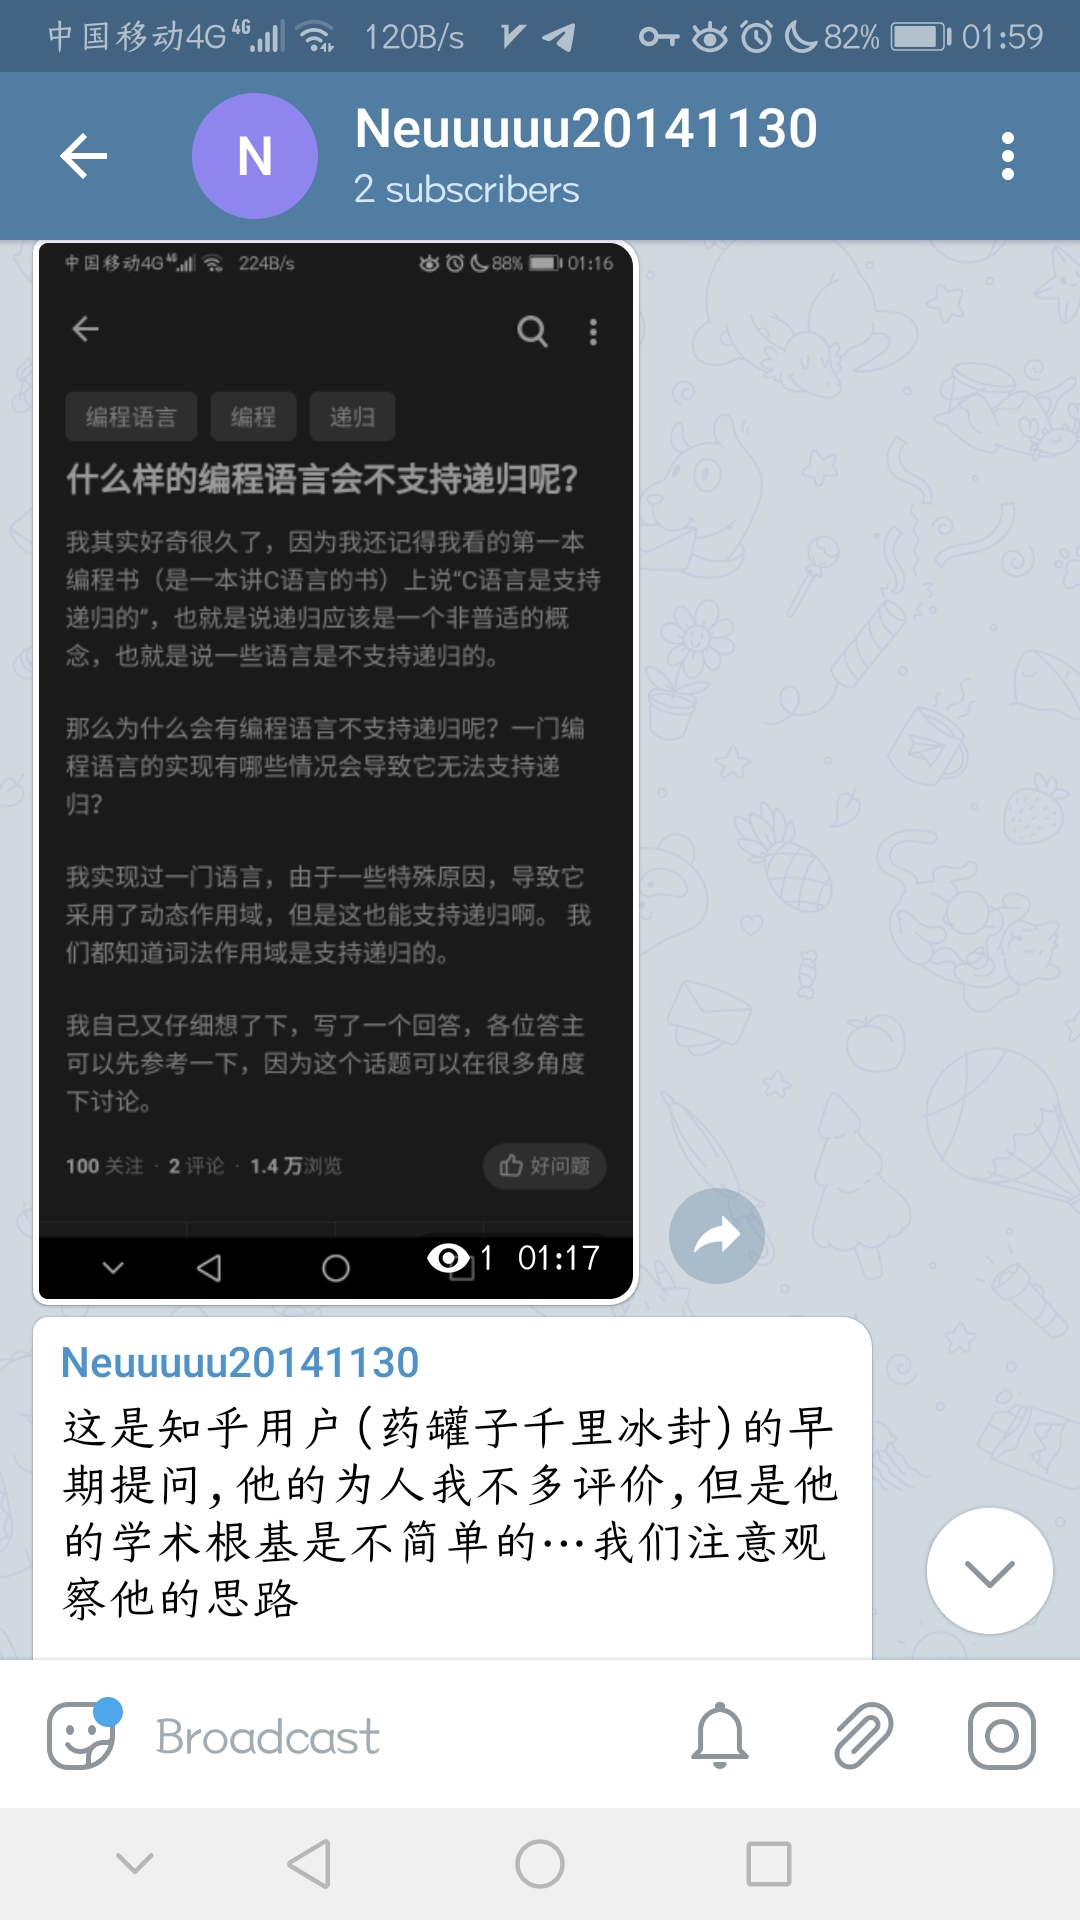 中国移动4G 4G 120B/s 82% 01:59
N
Neuuuuu20141130
2 subscribers
中国移动4G 4G 224B/s 88% 01:16
编程语言 编程 递归
什么样的编程语言会不支持递归呢？
我其实好奇很久了，因为我还记得我看的第一本
编程书（是一本讲C语言的书）上说“C语言是支持
递归的”，也就是说递归应该是一个非普适的概
念，也就是说一些语言是不支持递归的。
那么为什么会有编程语言不支持递归呢？一门编
程语言的实现有哪些情况会导致它无法支持递
归？
我实现过一门语言，由于一些特殊原因，导致它
采用了动态作用域，但是这也能支持递归啊。 我
们都知道词法作用域是支持递归的。
我自己又仔细想了下，写了一个回答，各位答主
可以先参考一下，因为这个话题可以在很多角度
下讨论。
100 关注 · 2 评论 · 1.4 万浏览 好问题
1 01:17
Neuuuuu20141130
这是知乎用户(药罐子千里冰封)的早
期提问,他的为人我不多评价,但是他
的学术根基是不简单的…我们注意观
察他的思路
Broadcast